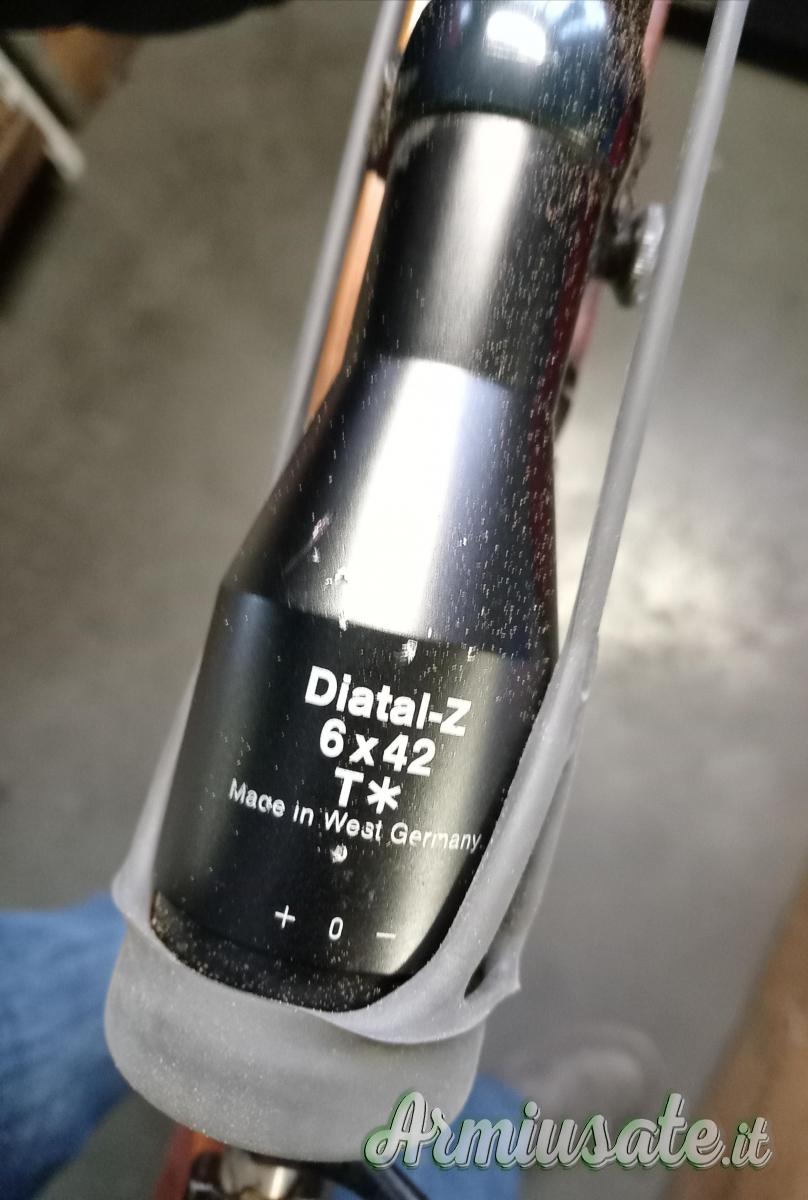 Diatal-Z
6x42
T*
Made in West Germany
+ 0 -
Armiusate.it